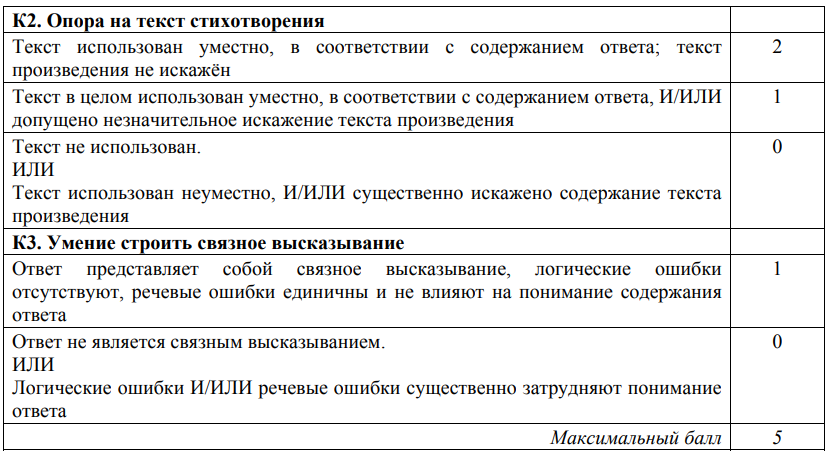 К2. Опора на текст стихотворения
Текст использован уместно, в соответствии с содержанием ответа; текст 2
произведения не искажён
Текст в целом использован уместно, в соответствии с содержанием ответа, И/ИЛИ 1
допущено незначительное искажение текста произведения
Текст не использован. 0
ИЛИ
Текст использован неуместно, И/ИЛИ существенно искажено содержание текста
произведения
К3. Умение строить связное высказывание
Ответ представляет собой связное высказывание, логические ошибки 1
отсутствуют, речевые ошибки единичны и не влияют на понимание содержания
ответа
Ответ не является связным высказыванием. 0
ИЛИ
Логические ошибки И/ИЛИ речевые ошибки существенно затрудняют понимание
ответа
Максимальный балл 5